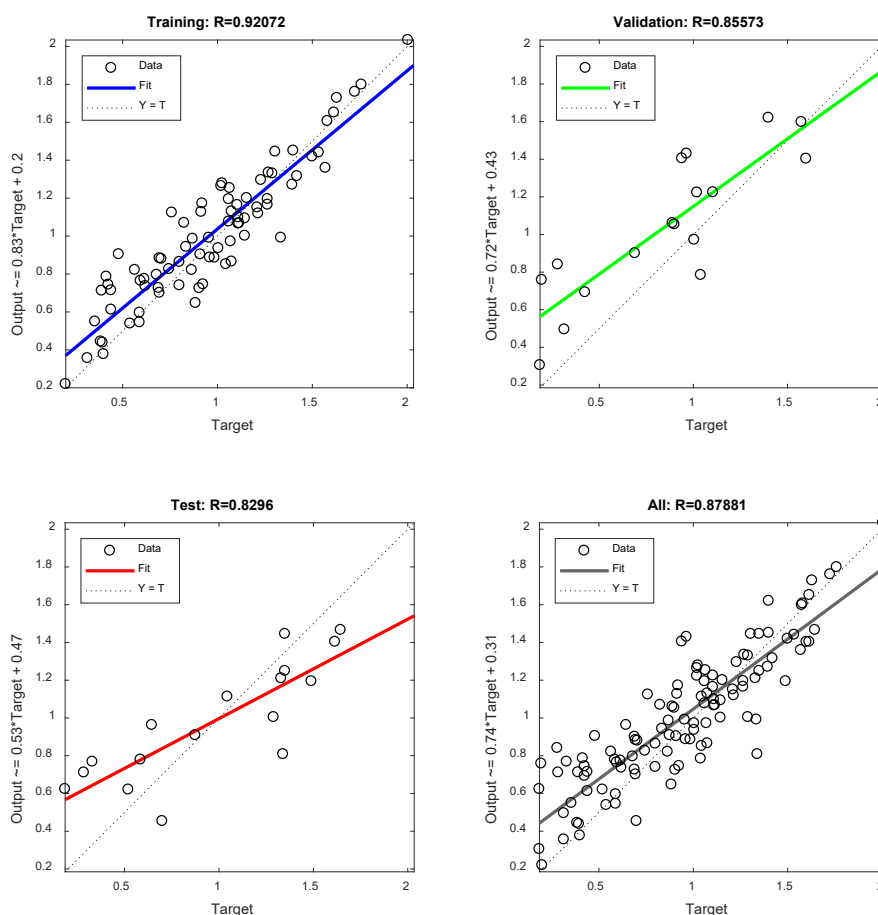 Training: R=0.92072
Output ~= 0.83*Target + 0.2
2
1.8
1.6
1.4
1.2
1
0.8
0.6
0.4
0.2
Data
Fit
Y = T
0.5 1 1.5 2
Target
Validation: R=0.85573
Output ~= 0.72*Target + 0.43
2
1.8
1.6
1.4
1.2
1
0.8
0.6
0.4
0.2
Data
Fit
Y = T
0.5 1 1.5 2
Target
Test: R=0.8296
Output ~= 0.53*Target + 0.47
2
1.8
1.6
1.4
1.2
1
0.8
0.6
0.4
0.2
Data
Fit
Y = T
0.5 1 1.5 2
Target
All: R=0.87881
Output ~= 0.74*Target + 0.31
2
1.8
1.6
1.4
1.2
1
0.8
0.6
0.4
0.2
Data
Fit
Y = T
0.5 1 1.5 2
Target